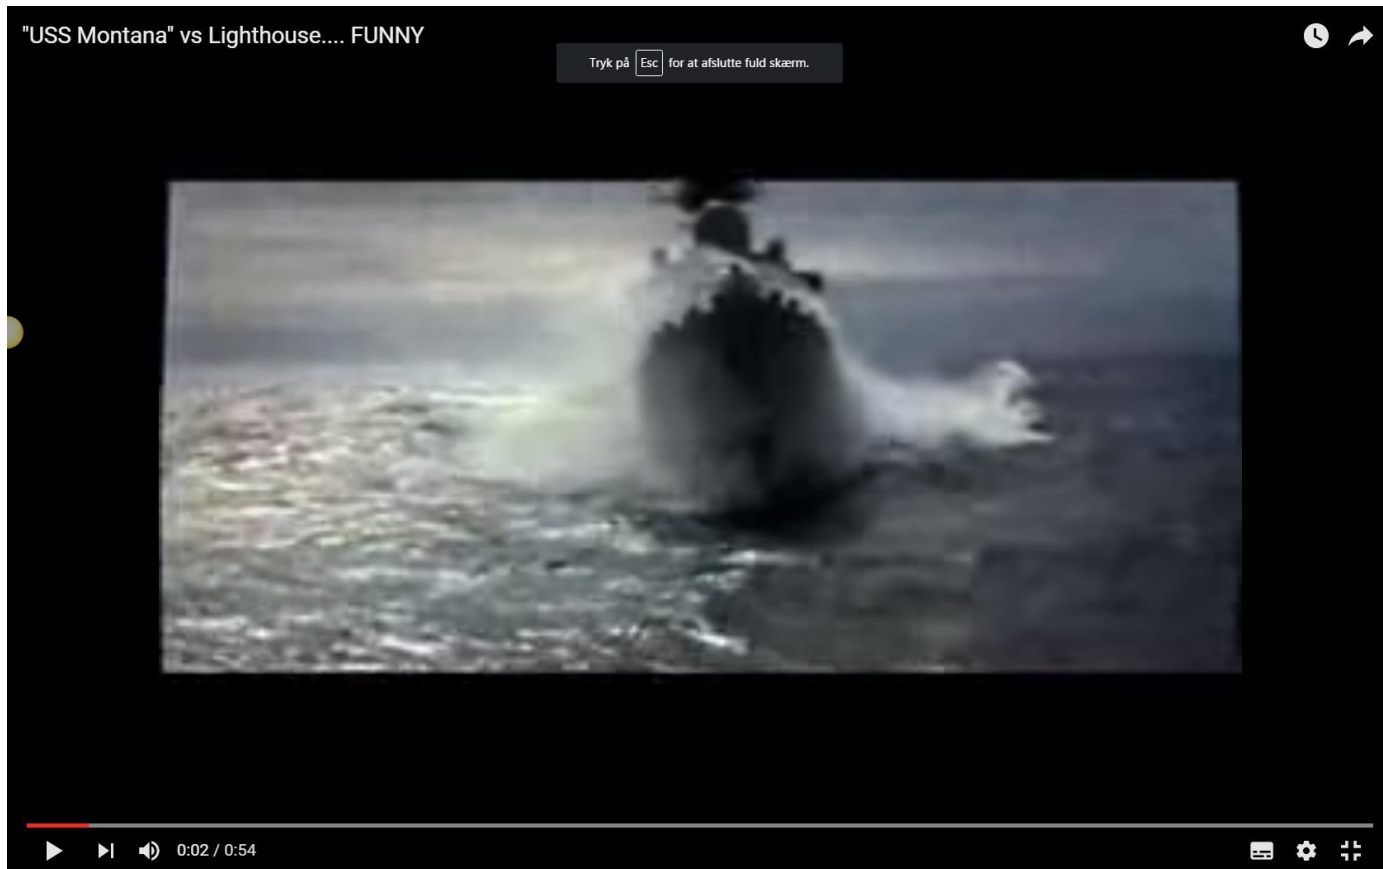 "USS Montana" vs Lighthouse.... FUNNY
Tryk på Esc for at afslutte fuld skærm.
0:02 / 0:54